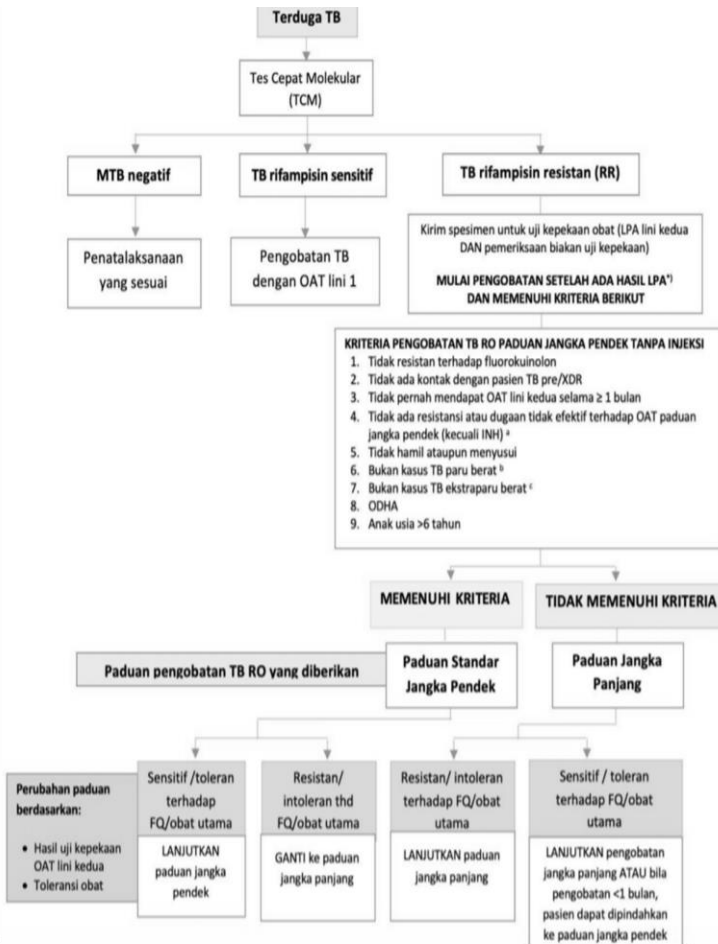 Terduga TB
Tes Cepat Molekular
(TCM)
MTB negatif
TB rifampisin sensitif
TB rifampisin resistan (RR)
Penatalaksanaan
yang sesuai
Pengobatan TB
dengan OAT lini 1
Kirim spesimen untuk uji kepekaan obat (LPA lini kedua
DAN pemeriksaan biakan uji kepekaan)
MULAI PENGOBATAN SETELAH ADA HASIL LPA*)
DAN MEMENUHI KRITERIA BERIKUT
KRITERIA PENGOBATAN TB RO PADUAN JANGKA PENDEK TANPA INJEKSI
1. Tidak resistan terhadap fluorokuinolon
2. Tidak ada kontak dengan pasien TB pre/XDR
3. Tidak pernah mendapat OAT lini kedua selama ≥ 1 bulan
4. Tidak ada resistansi atau dugaan tidak efektif terhadap OAT paduan
jangka pendek (kecuali INH) a
5. Tidak hamil ataupun menyusui
6. Bukan kasus TB paru berat b
7. Bukan kasus TB ekstraparu berat c
8. ODHA
9. Anak usia >6 tahun
MEMENUHI KRITERIA
TIDAK MEMENUHI KRITERIA
Paduan pengobatan TB RO yang diberikan
Paduan Standar
Jangka Pendek
Paduan Jangka
Panjang
Perubahan paduan
berdasarkan:
• Hasil uji kepekaan
OAT lini kedua
• Toleransi obat
Sensitif /toleran
terhadap
FQ/obat utama
LANJUTKAN
paduan jangka
pendek
Resistan/
intoleran thd
FQ/obat utama
GANTI ke paduan
jangka panjang
Resistan/ intoleran
terhadap FQ/obat
utama
LANJUTKAN paduan
jangka panjang
Sensitif / toleran
terhadap FQ/obat
utama
LANJUTKAN pengobatan
jangka panjang ATAU bila
pengobatan <1 bulan,
pasien dapat dipindahkan
ke paduan jangka pendek